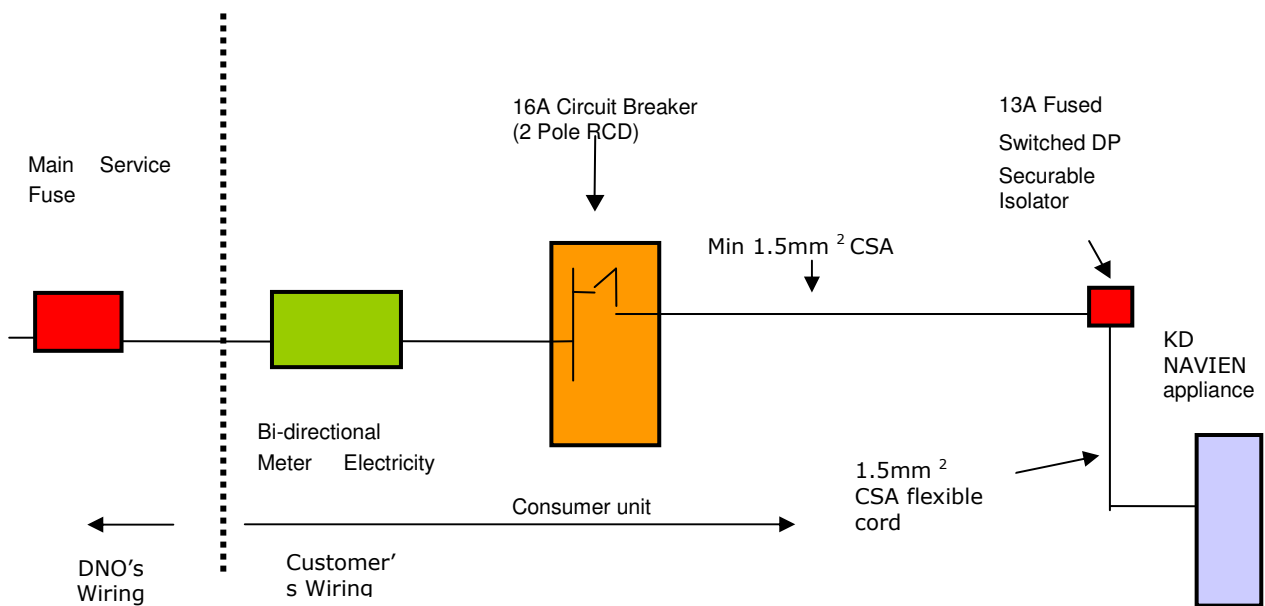 16A Circuit Breaker
(2 Pole RCD)
13A Fused
Switched DP
Securable
Isolator
Main Service
Fuse
Min 1.5mm ² CSA
KD
NAVIEN
appliance
Bi-directional
Meter Electricity
1.5mm ²
CSA flexible
cord
Consumer unit
DNO's
Wiring
Customer'
s Wiring